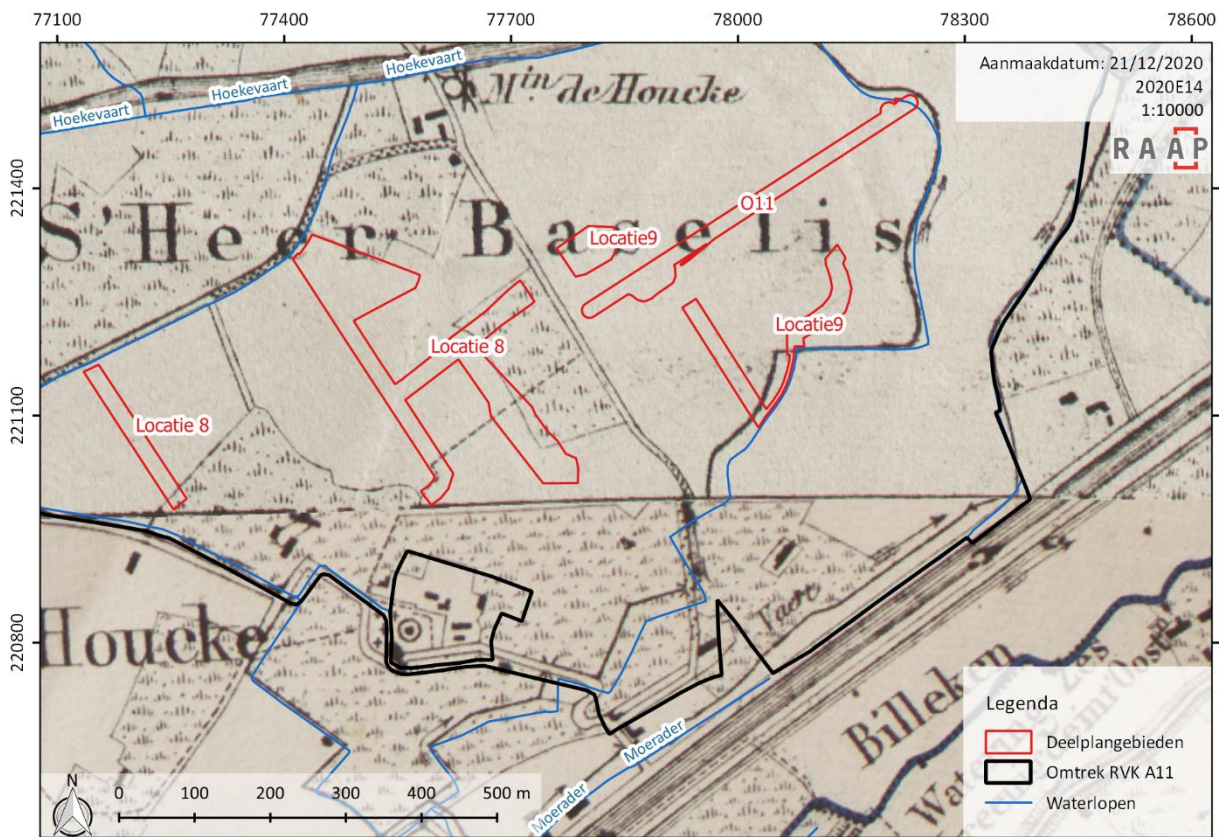 77100 77400 77700 78000 78300 78600
Aanmaakdatum: 21/12/2020
2020E14
1:10000
RAAP
Hoekevaart
Hoekevaart
Hoekevaart
Min de Houcke
221400
O11
S'Heer Baselis
Locatie9
Locatie 8
Locatie9
221100
Locatie 8
220800
Houcke
Vaert
Moerader
Moerader
Billeken
Legenda
Deelplangebieden
Omtrek RVK A11
Waterlopen
N
0 100 200 300 400 500 m